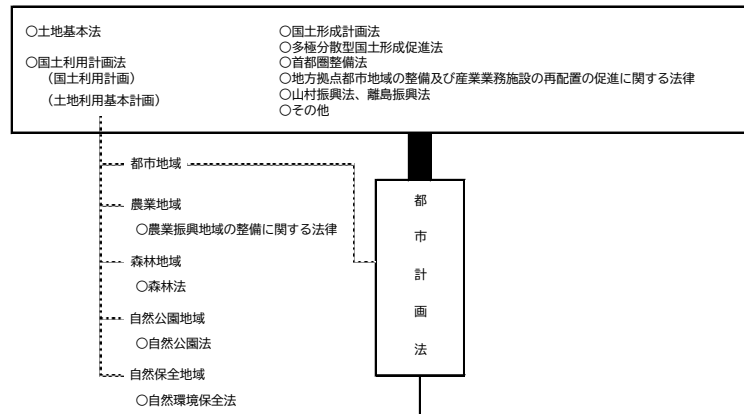 ○土地基本法
○国土利用計画法
（国土利用計画）
（土地利用基本計画）
○国土形成計画法
○多極分散型国土形成促進法
○首都圏整備法
○地方拠点都市地域の整備及び産業業務施設の再配置の促進に関する法律
○山村振興法、離島振興法
○その他
都市地域
農業地域
○農業振興地域の整備に関する法律
森林地域
○森林法
自然公園地域
○自然公園法
自然保全地域
○自然環境保全法
都市計画法